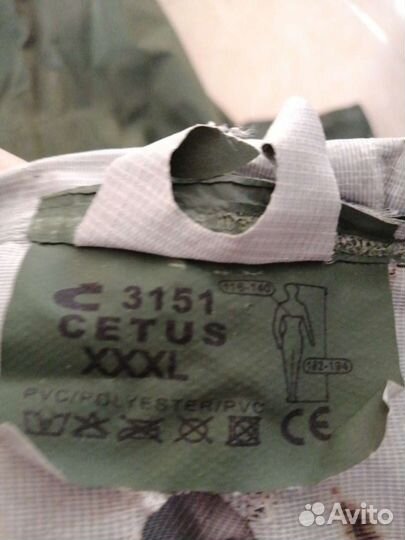 3151
CETUS
XXXL
116-140
182-194
PVC/POLYESTER/PVC
CE
Avito